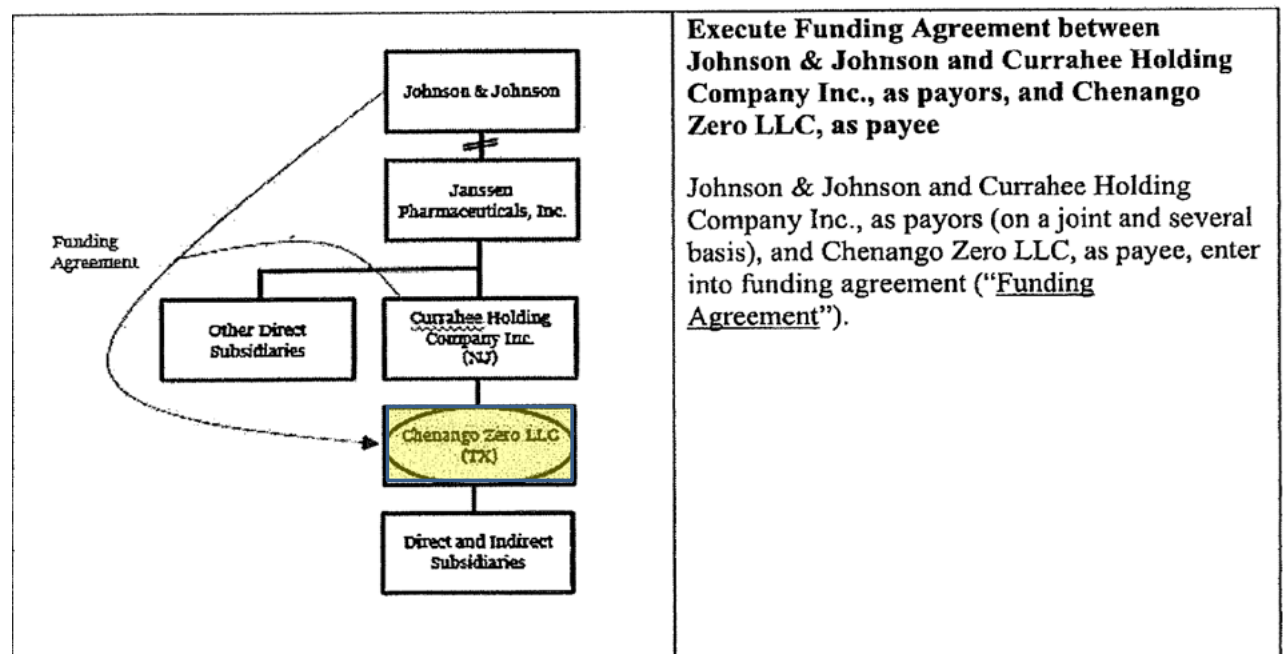 Johnson & Johnson
Janssen
Pharmaceuticals, Inc.
Funding
Agreement
Other Direct
Subsidiaries
Currahee Holding
Company Inc.
(NJ)
Chenango Zero LLC
(TX)
Direct and Indirect
Subsidiaries
Execute Funding Agreement between
Johnson & Johnson and Currahee Holding
Company Inc., as payors, and Chenango
Zero LLC, as payee
Johnson & Johnson and Currahee Holding
Company Inc., as payors (on a joint and several
basis), and Chenango Zero LLC, as payee, enter
into funding agreement (“Funding
Agreement”).